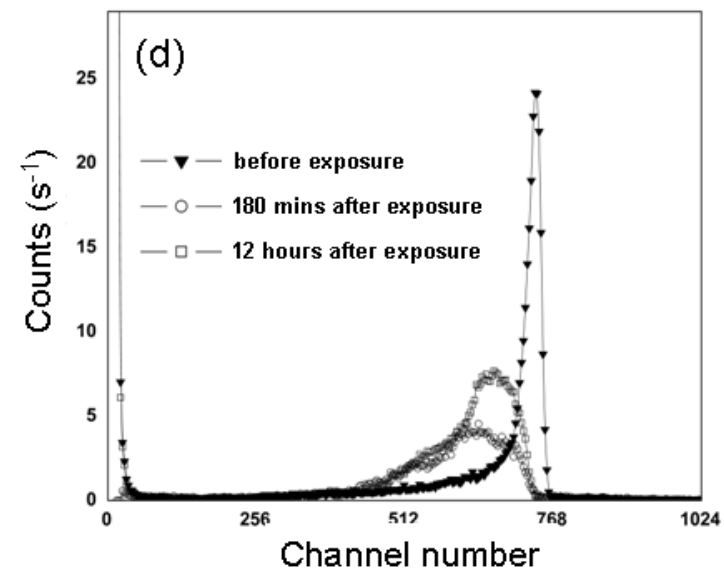 (d)
25
20
15
10
5
0
Counts (s⁻¹)
before exposure
180 mins after exposure
12 hours after exposure
0 256 512 768 1024
Channel number